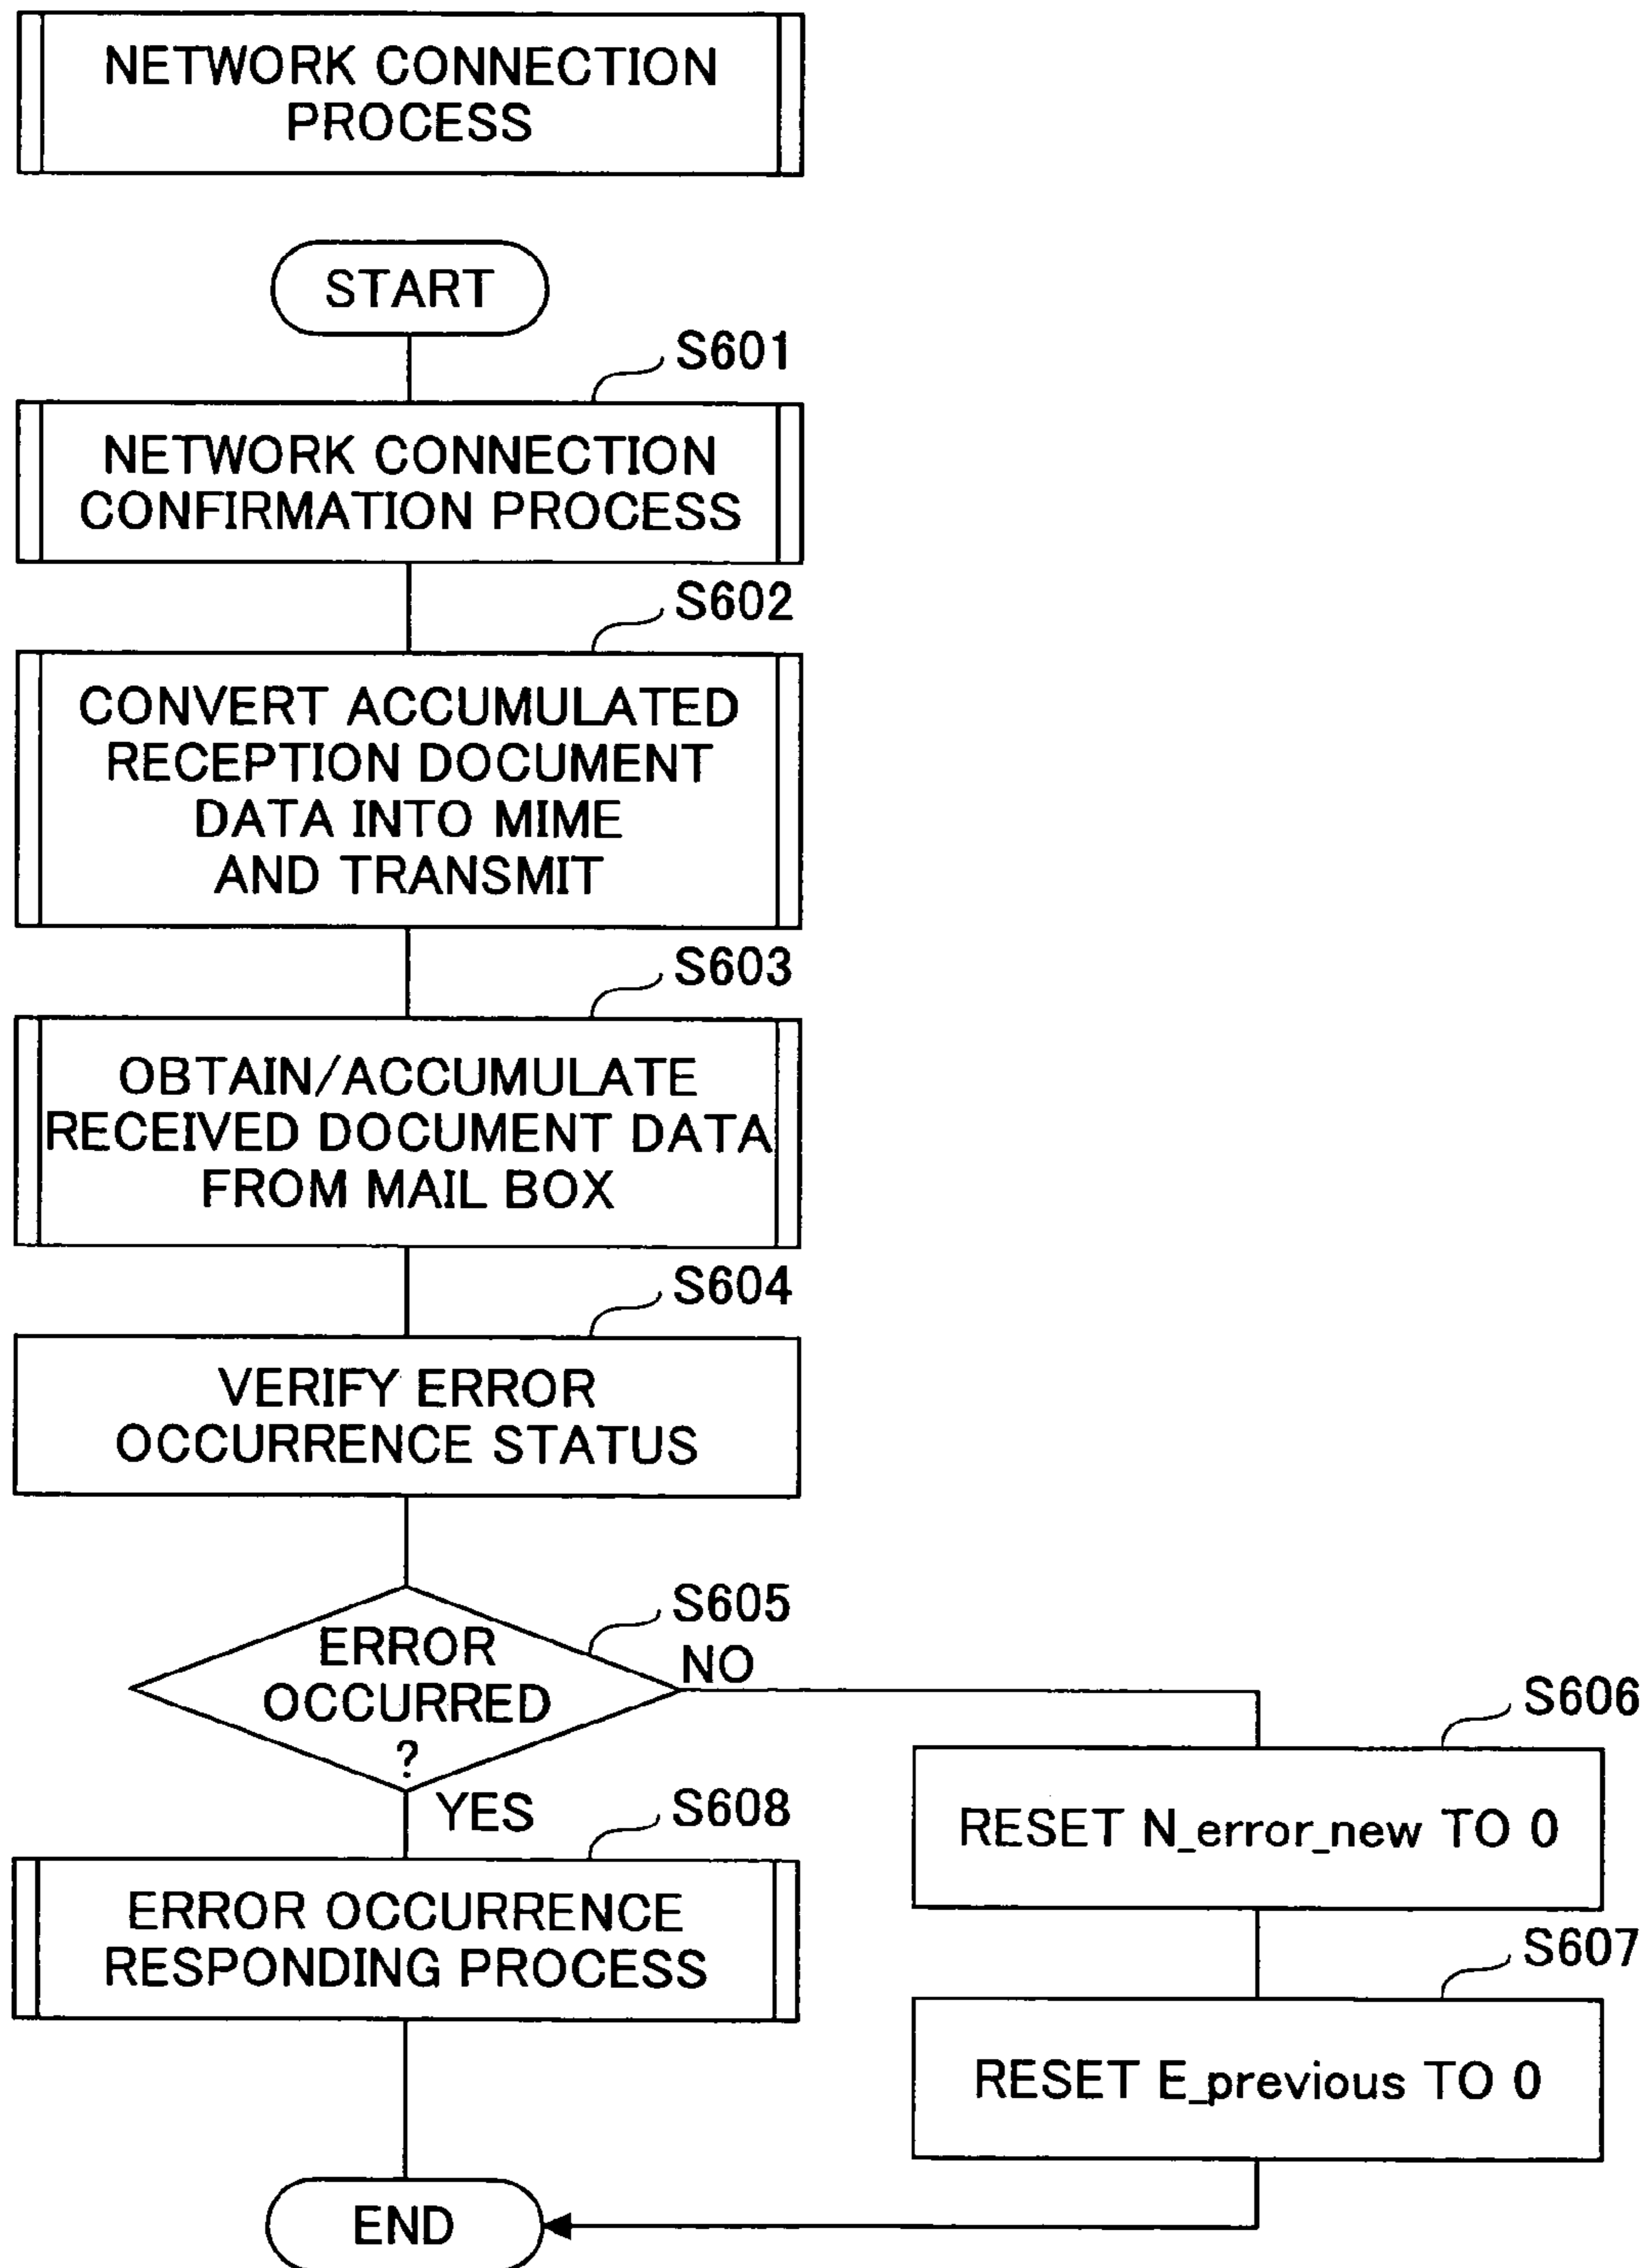 NETWORK CONNECTION
PROCESS
START
S601
NETWORK CONNECTION
CONFIRMATION PROCESS
S602
CONVERT ACCUMULATED
RECEPTION DOCUMENT
DATA INTO MIME
AND TRANSMIT
S603
OBTAIN/ACCUMULATE
RECEIVED DOCUMENT DATA
FROM MAIL BOX
S604
VERIFY ERROR
OCCURRENCE STATUS
S605
ERROR
OCCURRED
?
NO
YES
S606
RESET N_error_new TO 0
S607
RESET E_previous TO 0
S608
ERROR OCCURRENCE
RESPONDING PROCESS
END